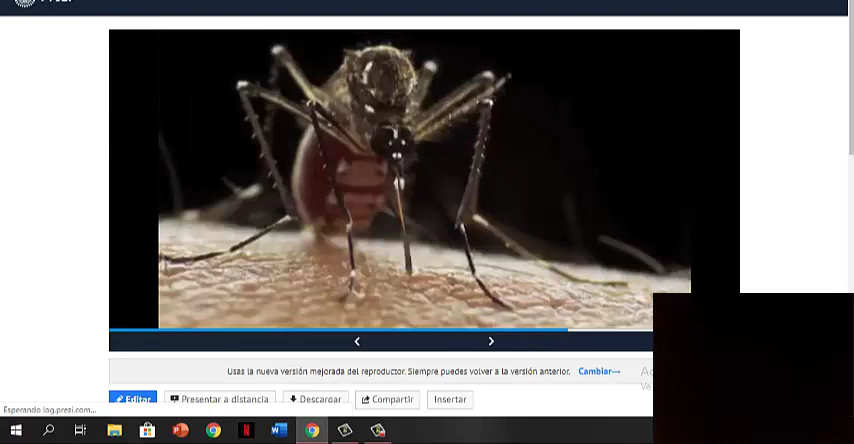 Usas la nueva versión mejorada del reproductor. Siempre puedes volver a la versión anterior. Cambiar→
Editar
Presentar a distancia
Descargar
Compartir
Insertar
Esperando log.prezi.com...